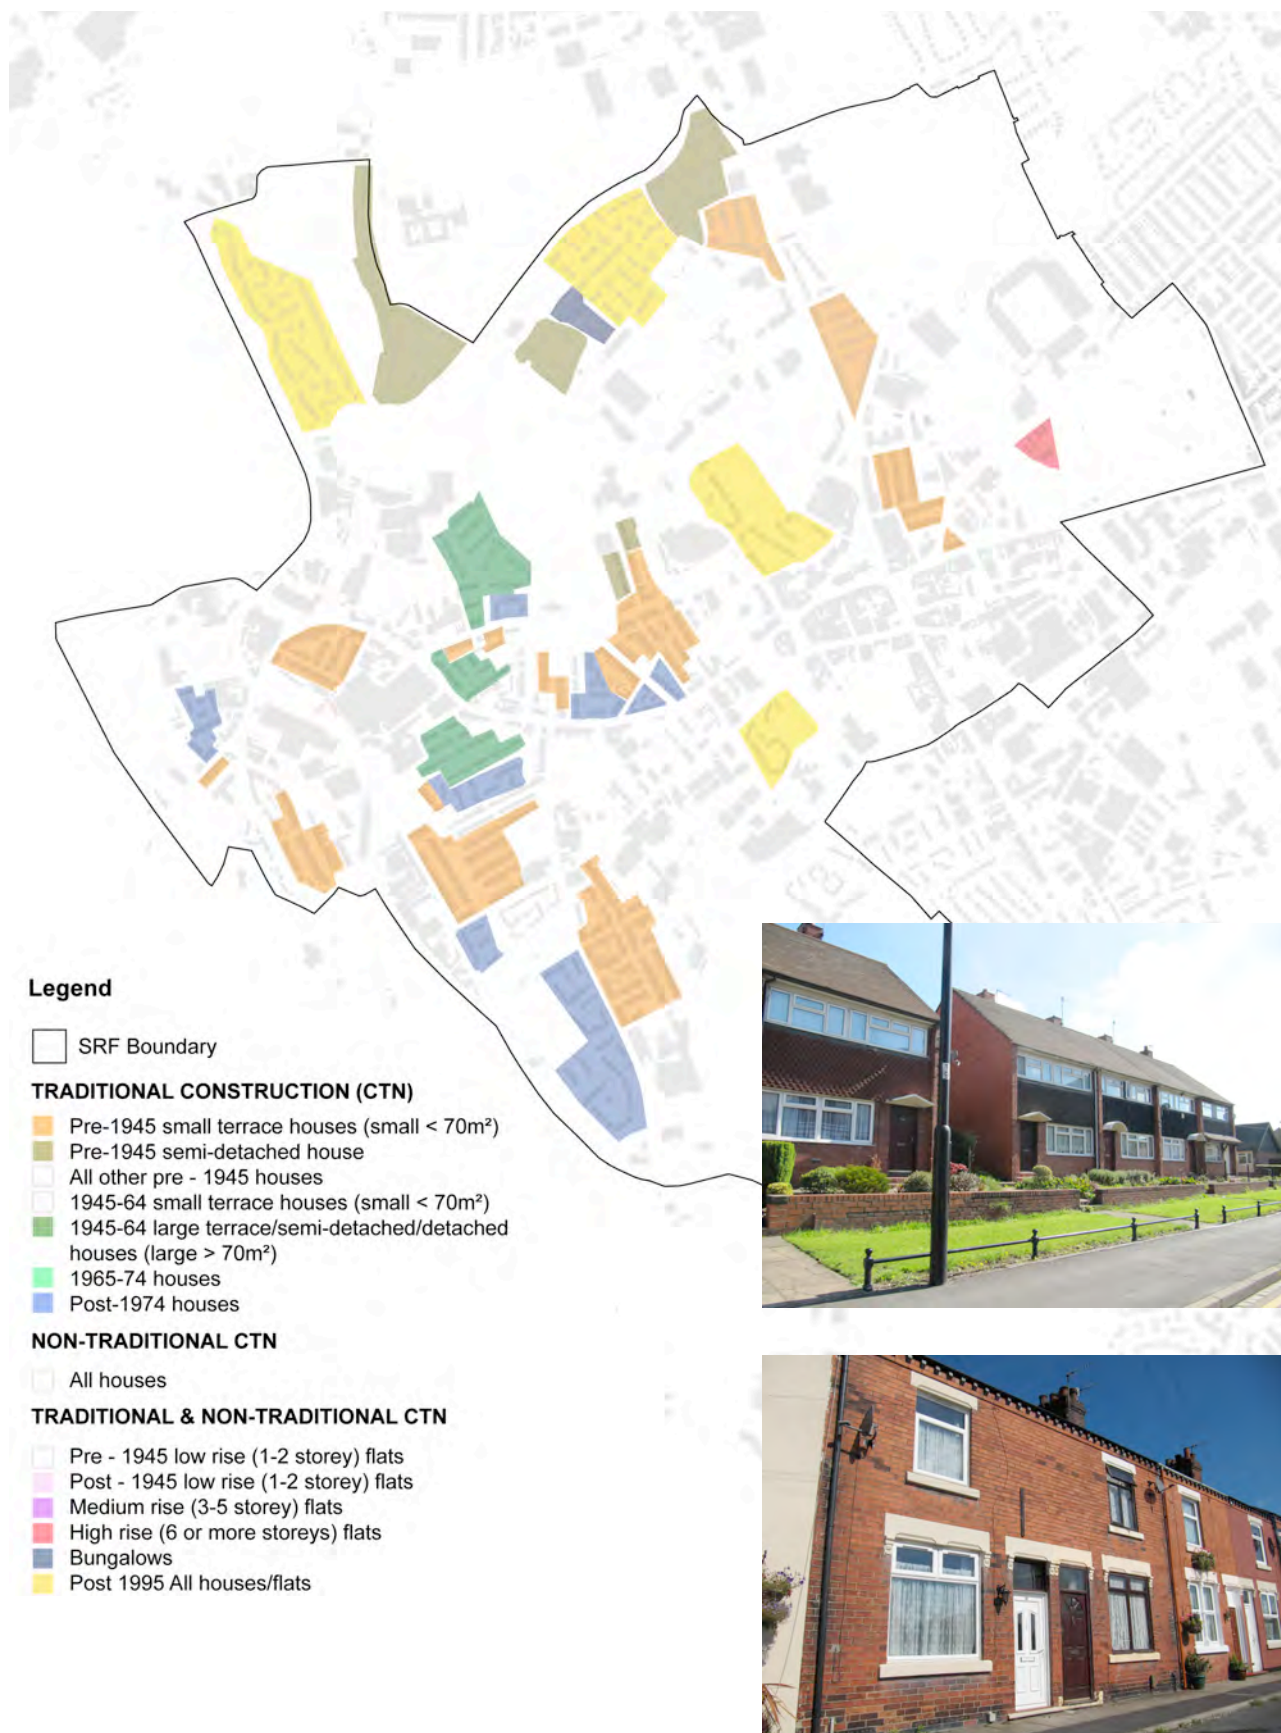 Legend
SRF Boundary
TRADITIONAL CONSTRUCTION (CTN)
Pre-1945 small terrace houses (small < 70m²)
Pre-1945 semi-detached house
All other pre - 1945 houses
1945-64 small terrace houses (small < 70m²)
1945-64 large terrace/semi-detached/detached
houses (large > 70m²)
1965-74 houses
Post-1974 houses
NON-TRADITIONAL CTN
All houses
TRADITIONAL & NON-TRADITIONAL CTN
Pre - 1945 low rise (1-2 storey) flats
Post - 1945 low rise (1-2 storey) flats
Medium rise (3-5 storey) flats
High rise (6 or more storeys) flats
Bungalows
Post 1995 All houses/flats